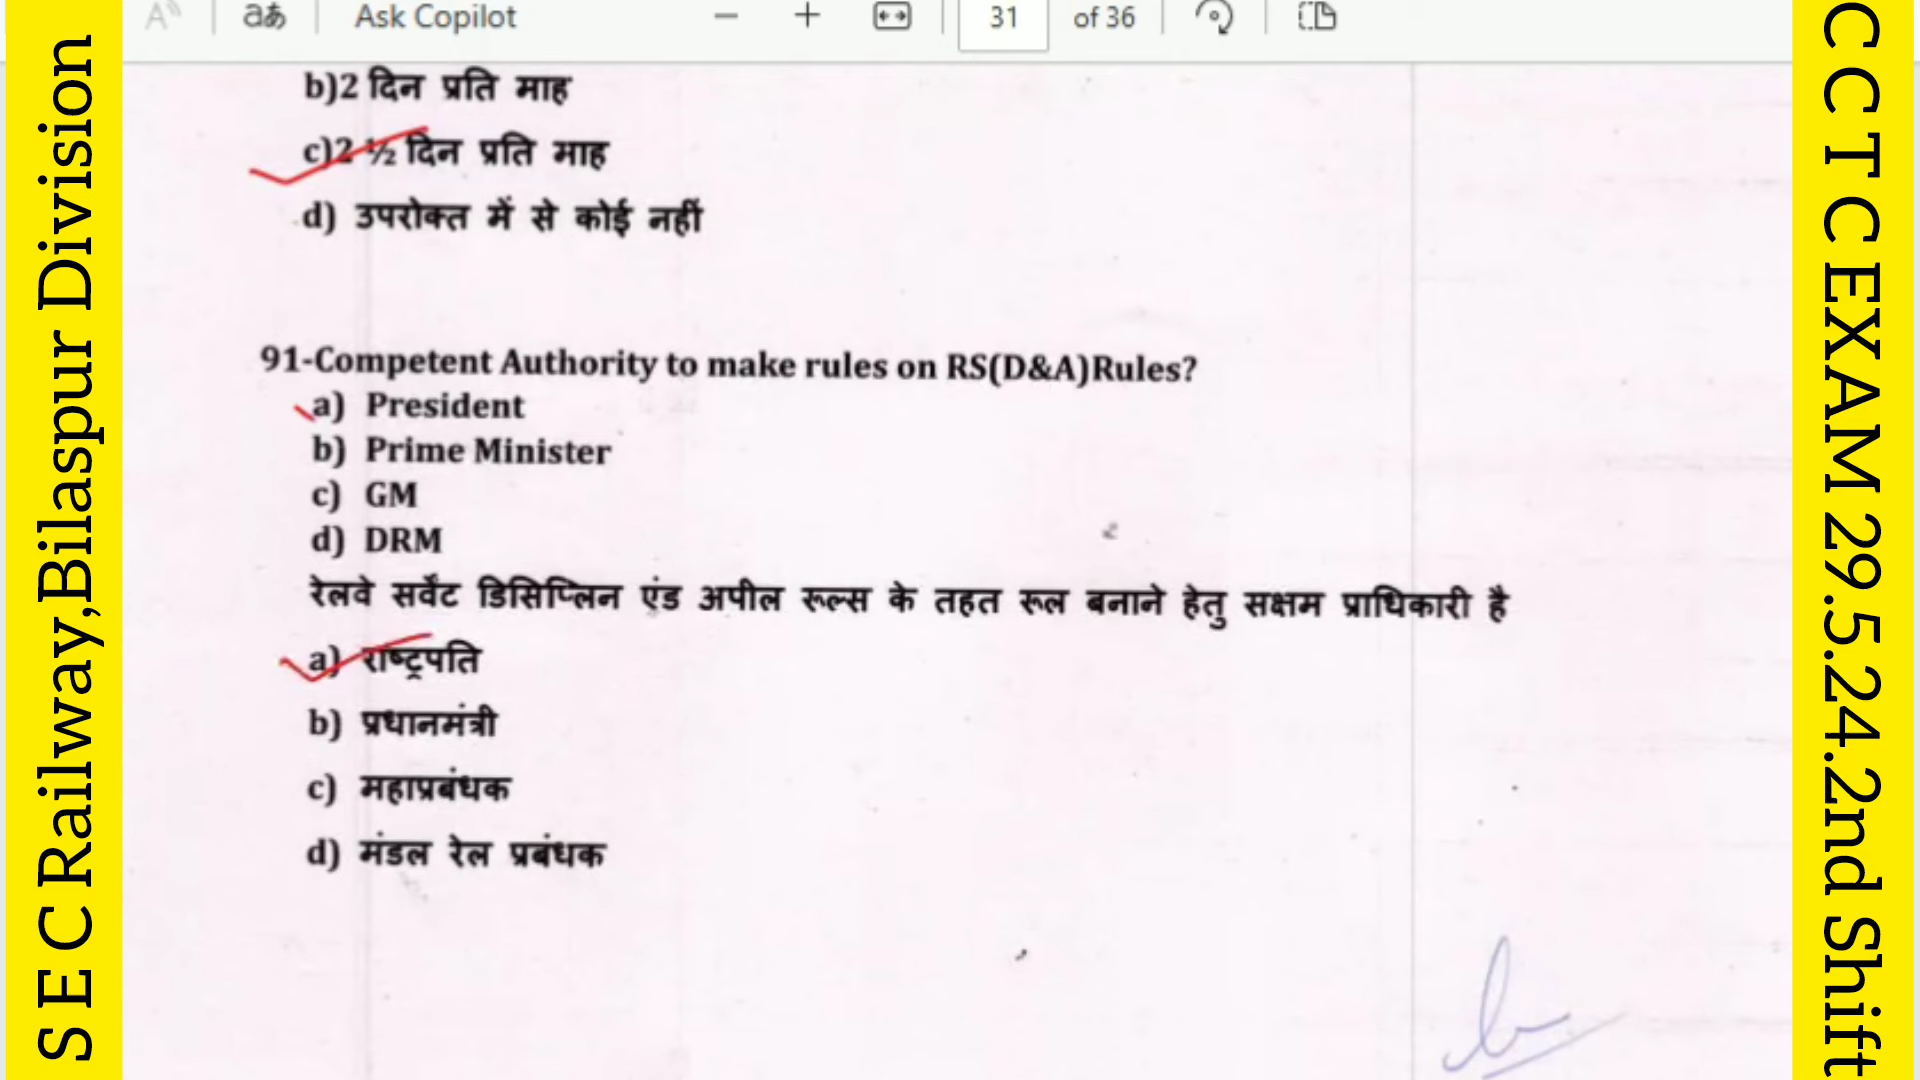 Ask Copilot
31
of 36
S E C Railway,Bilaspur Division
b)2 दिन प्रति माह
c)2 ½ दिन प्रति माह
d) उपरोक्त में से कोई नहीं
91-Competent Authority to make rules on RS(D&A)Rules?
a) President
b) Prime Minister
c) GM
d) DRM
रेलवे सर्वेंट डिसिप्लिन एंड अपील रूल्स के तहत रूल बनाने हेतु सक्षम प्राधिकारी है
a) राष्ट्रपति
b) प्रधानमंत्री
c) महाप्रबंधक
d) मंडल रेल प्रबंधक
C C T C EXAM 29.5.24.2nd Shift